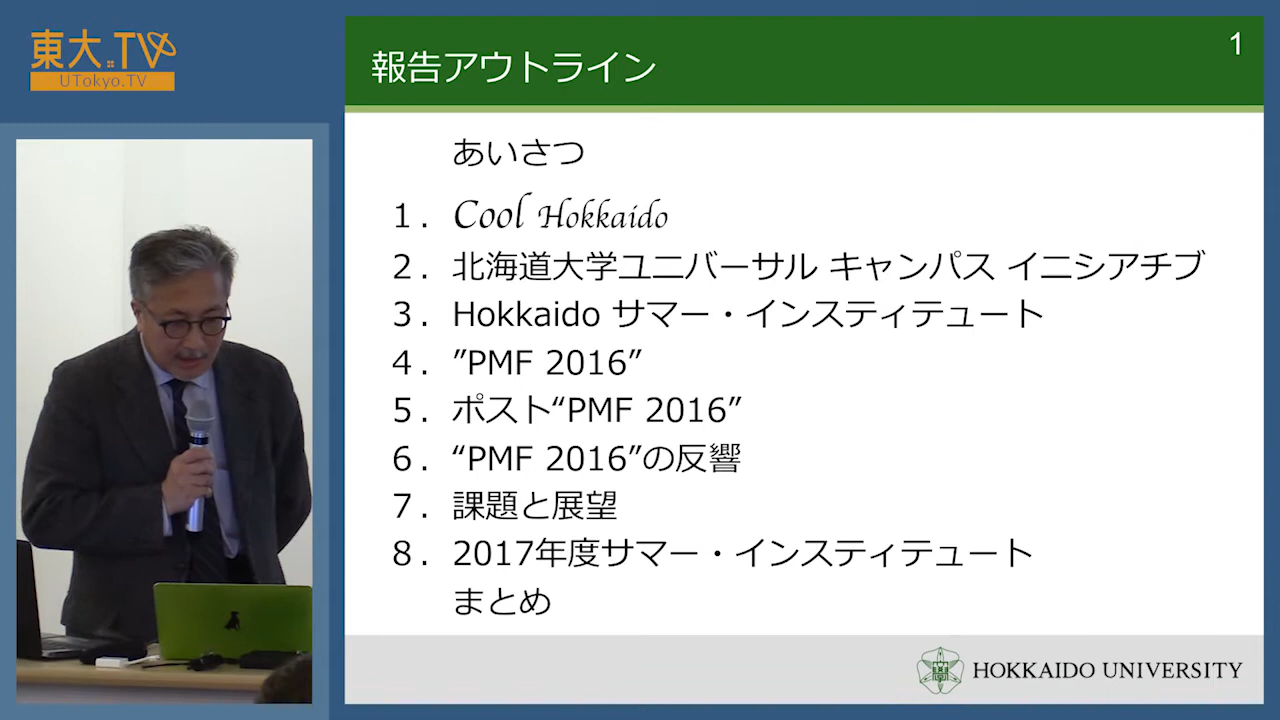 東大.TV
UTokyo.TV
報告アウトライン
1
あいさつ
１．Cool Hokkaido
２．北海道大学ユニバーサル キャンパス イニシアチブ
３．Hokkaido サマー・インスティテュート
４．”PMF 2016”
５．ポスト“PMF 2016”
６．“PMF 2016”の反響
７．課題と展望
８．2017年度サマー・インスティテュート
まとめ
HOKKAIDO UNIVERSITY